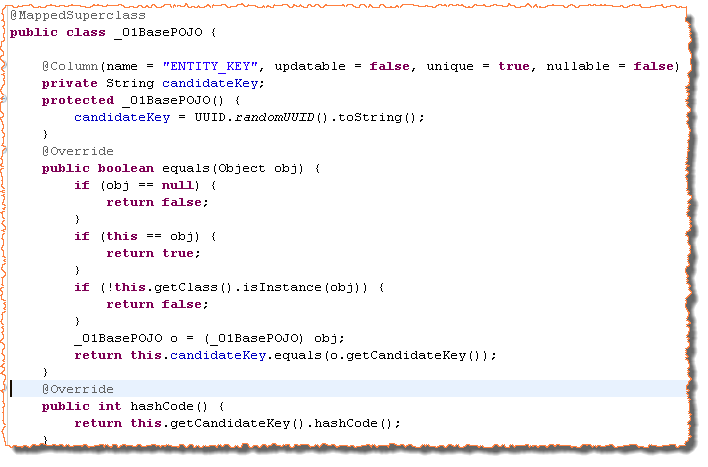 @MappedSuperclass
public class _01BasePOJO {
@Column(name = "ENTITY_KEY", updatable = false, unique = true, nullable = false)
private String candidateKey;
protected _01BasePOJO() {
candidateKey = UUID.randomUUID().toString();
}
@Override
public boolean equals(Object obj) {
if (obj == null) {
return false;
}
if (this == obj) {
return true;
}
if (!this.getClass().isInstance(obj)) {
return false;
}
_01BasePOJO o = (_01BasePOJO) obj;
return this.candidateKey.equals(o.getCandidateKey());
}
@Override
public int hashCode() {
return this.getCandidateKey().hashCode();
}